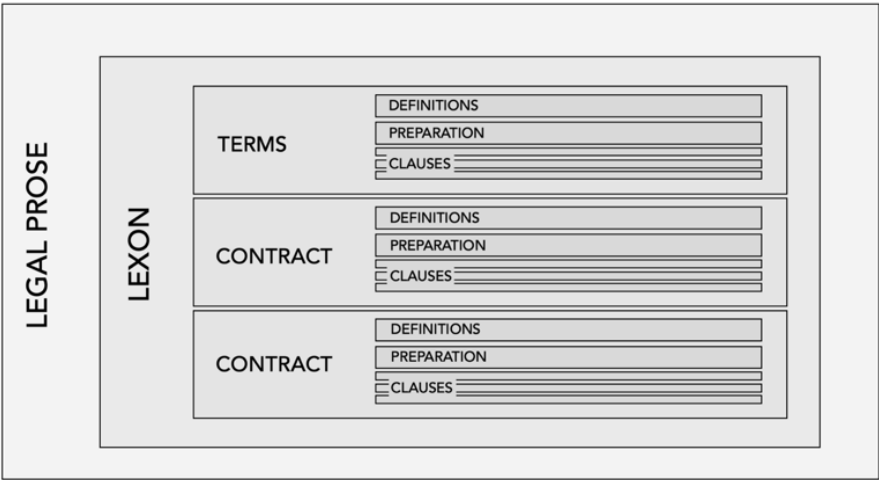 LEGAL PROSE
LEXON
TERMS
DEFINITIONS
PREPARATION
CLAUSES
CONTRACT
DEFINITIONS
PREPARATION
CLAUSES
CONTRACT
DEFINITIONS
PREPARATION
CLAUSES